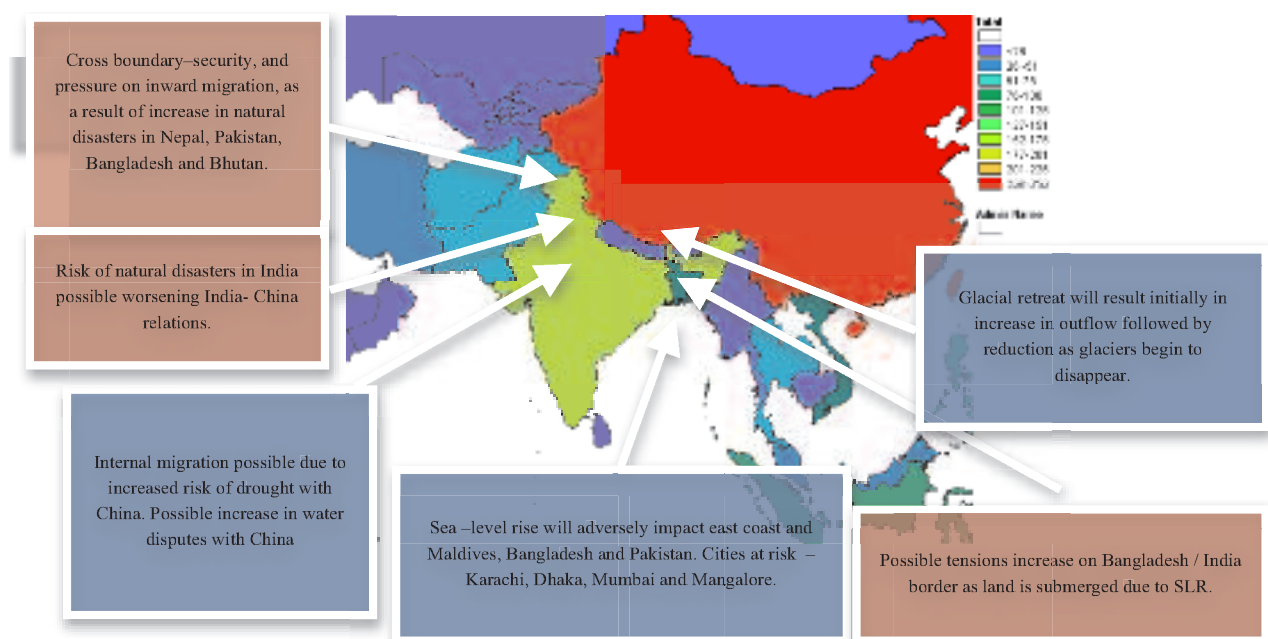 Cross boundary–security, and
pressure on inward migration, as
a result of increase in natural
disasters in Nepal, Pakistan,
Bangladesh and Bhutan.
Risk of natural disasters in India
possible worsening India- China
relations.
Internal migration possible due to
increased risk of drought with
China. Possible increase in water
disputes with China
Sea –level rise will adversely impact east coast and
Maldives, Bangladesh and Pakistan. Cities at risk –
Karachi, Dhaka, Mumbai and Mangalore.
Glacial retreat will result initially in
increase in outflow followed by
reduction as glaciers begin to
disappear.
Possible tensions increase on Bangladesh / India
border as land is submerged due to SLR.
Total